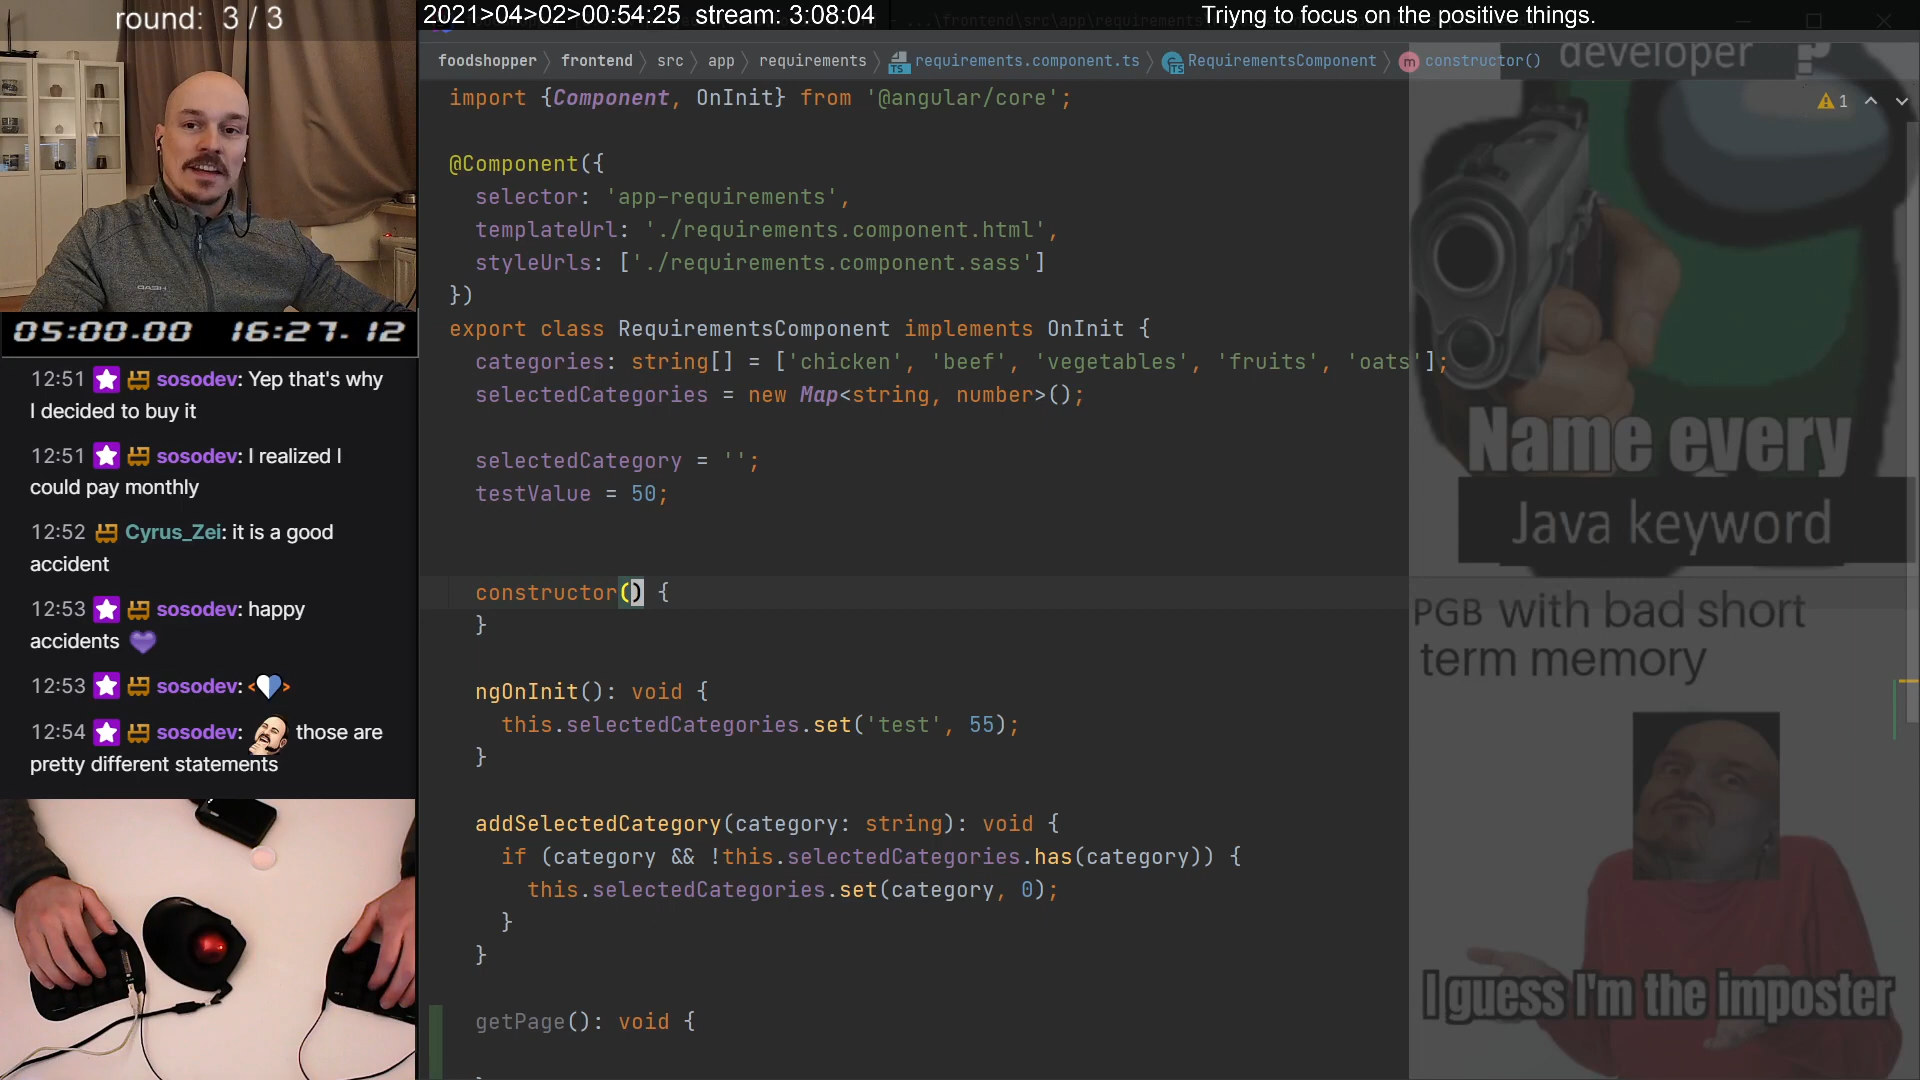 round: 3 / 3
2021>04>02>00:54:25 stream: 3:08:04
Triyng to focus on the positive things.
foodshopper
frontend
src
app
requirements
requirements.component.ts
RequirementsComponent
constructor()
1
import {Component, OnInit} from '@angular/core';
@Component({
selector: 'app-requirements',
templateUrl: './requirements.component.html',
styleUrls: ['./requirements.component.sass']
})
export class RequirementsComponent implements OnInit {
categories: string[] = ['chicken', 'beef', 'vegetables', 'fruits', 'oats'];
selectedCategories = new Map<string, number>();
selectedCategory = '';
testValue = 50;
constructor() {
}
ngOnInit(): void {
this.selectedCategories.set('test', 55);
}
addSelectedCategory(category: string): void {
if (category && !this.selectedCategories.has(category)) {
this.selectedCategories.set(category, 0);
}
}
getPage(): void {
05:00.00 16:27.12
12:51 sosodev: Yep that's why
I decided to buy it
12:51 sosodev: I realized I
could pay monthly
12:52 Cyrus_Zei: it is a good
accident
12:53 sosodev: happy
accidents
12:53 sosodev:
12:54 sosodev: those are
pretty different statements
developer ?
Name every
Java keyword
PGB with bad short
term memory
I guess I'm the imposter